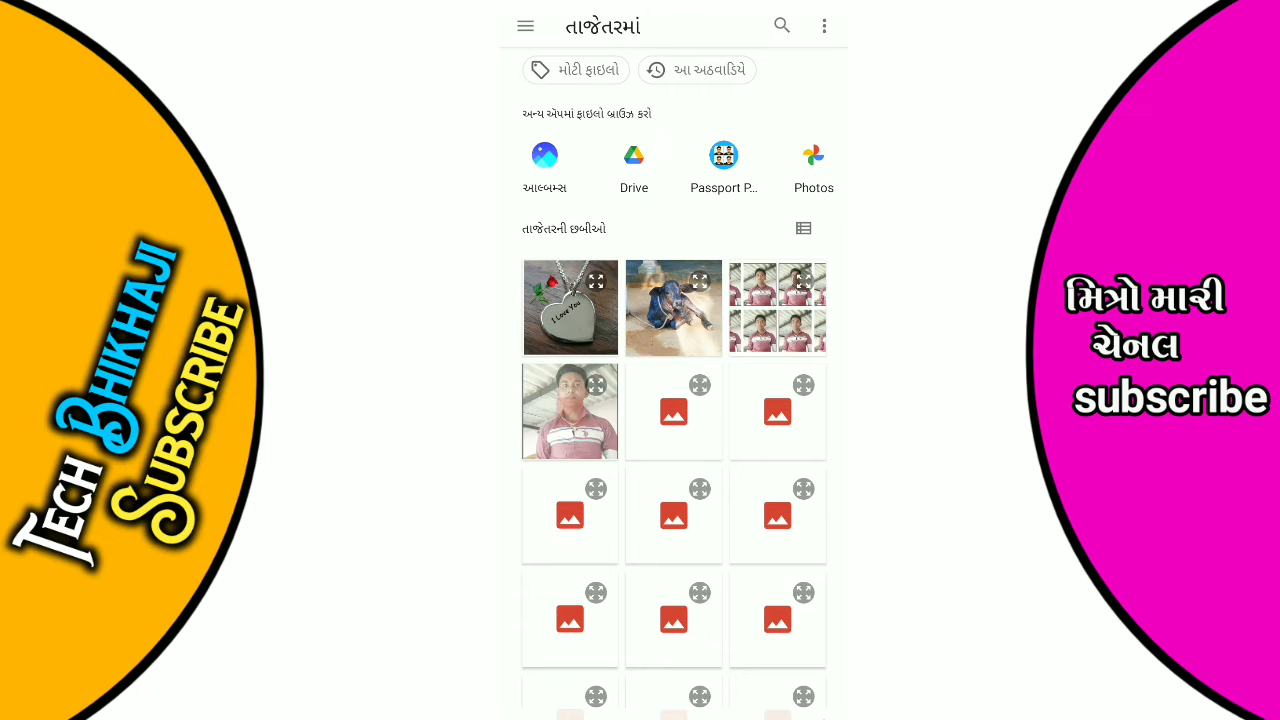 તાજેતરમાં
મોટી ફાઇલો
આ અઠવાડિયે
અન્ય ઍપમાં ફાઇલો બ્રાઉઝ કરો
આલ્બમ્સ
Drive
Passport P...
Photos
તાજેતરની છબીઓ
I Love You
TECH BHIKHAJI
SUBSCRIBE
મિત્રો મારી
ચેનલ
subscribe